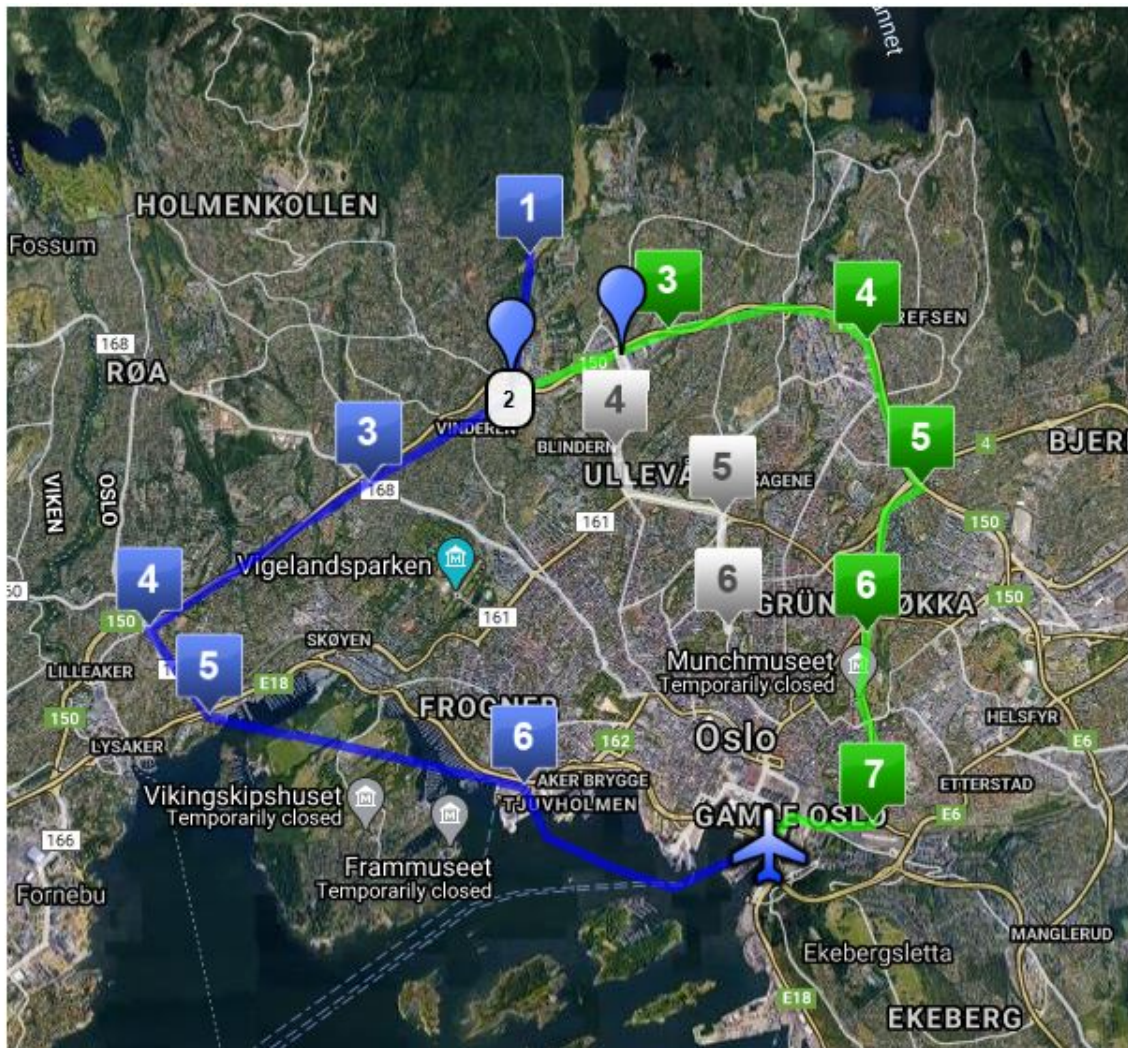 annet
HOLMENKOLLEN
1
Fossum
3
4
REFSEN
168
150
RØA
2
4
3
VINDEREN
BLINDERN
5
4
BJER
VIKEN
OSLO
168
ULLEVÅ
5
SAGENE
161
150
4
Vigelandsparken
6
6
60
161
GRÜN
ØKKA
150
150
SKØYEN
LILLEAKER
5
Munchmuseet
Temporarily closed
E18
FROGNER
6
HELSFYR
150
LYSAKER
162
Oslo
E6
7
AKER BRYGGE
ETTERSTAD
Vikingskipshuset
Temporarily closed
TJUVHOLMEN
GAMLE OSLO
E6
166
Frammuseet
Temporarily closed
Fornebu
MANGLERUD
Ekebergsletta
E18
EKEBERG